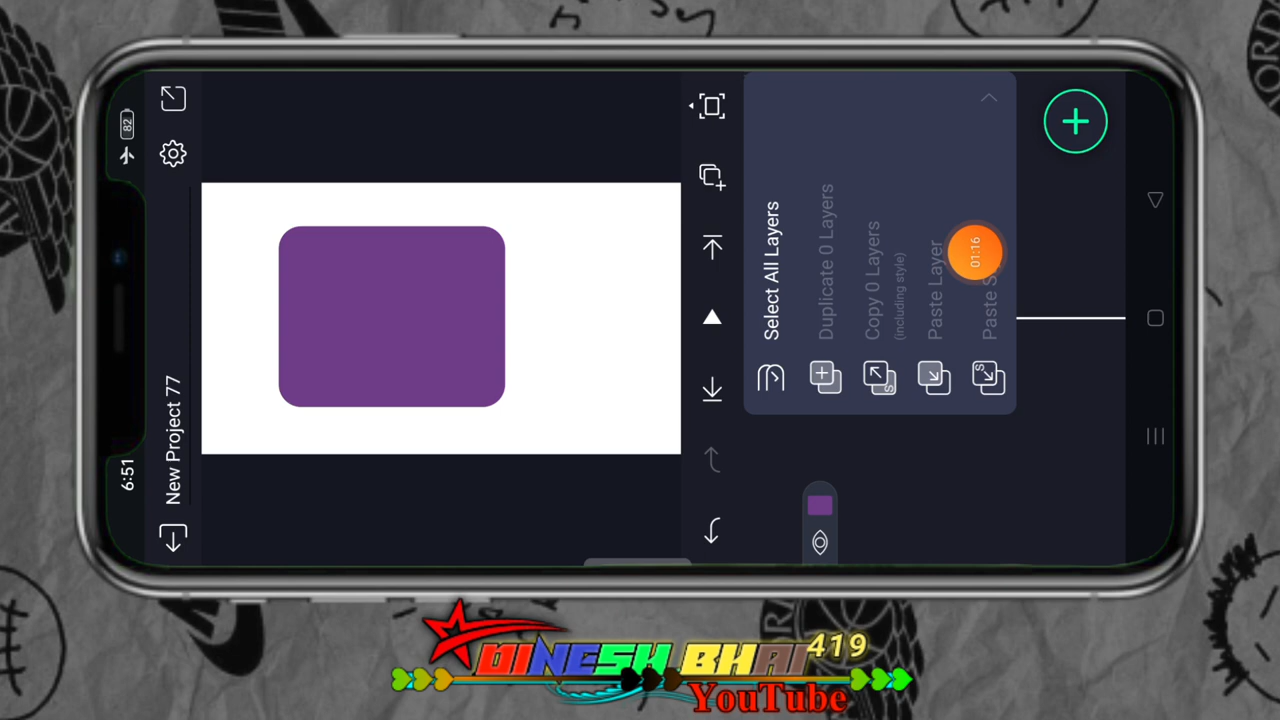 6:51
82
New Project 77
Select All Layers
Duplicate 0 Layers
Copy 0 Layers
(including style)
Paste Layer
Paste
01:16
DINESH BHAI 419
YouTube